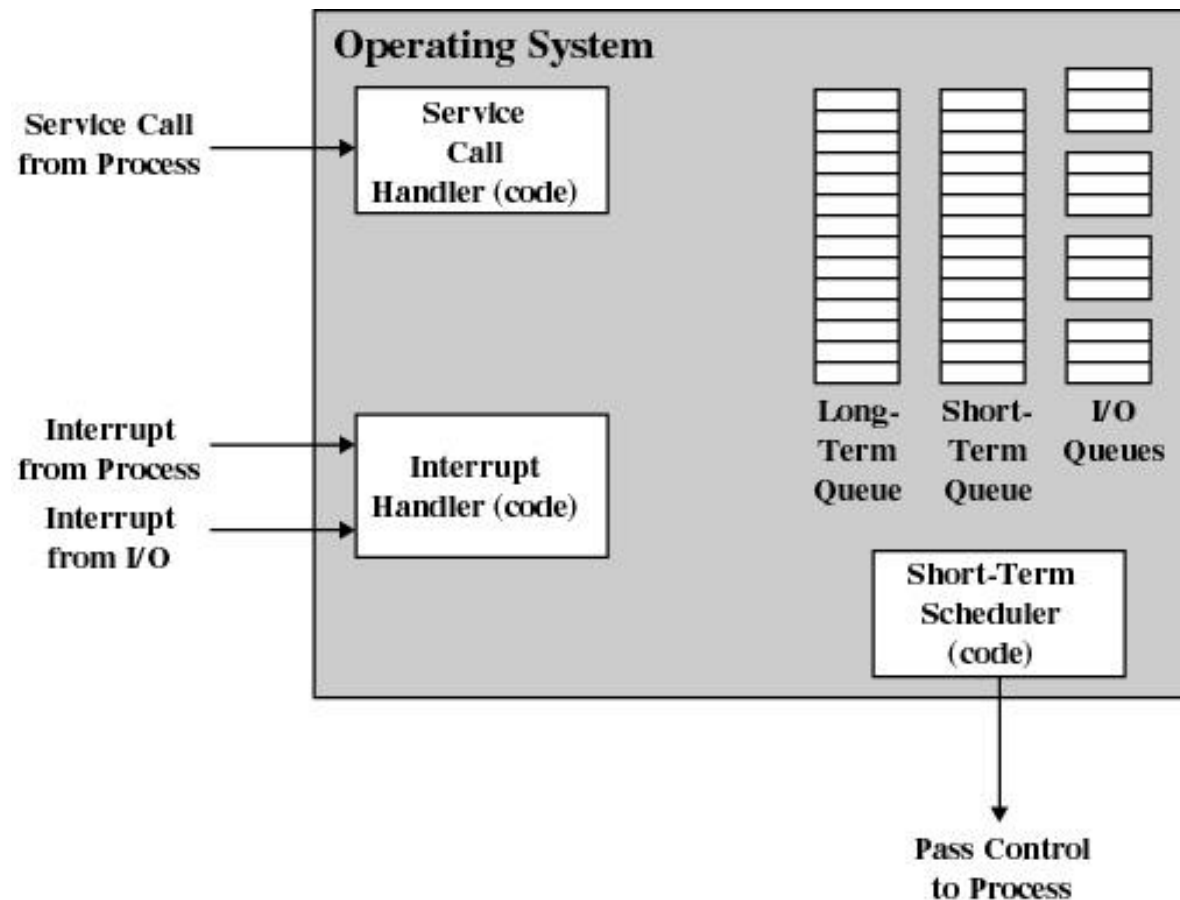 Operating System
Service Call
from Process
Service
Call
Handler (code)
Interrupt
from Process
Interrupt
from I/O
Interrupt
Handler (code)
Long-
Term
Queue
Short-
Term
Queue
I/O
Queues
Short-Term
Scheduler
(code)
Pass Control
to Process